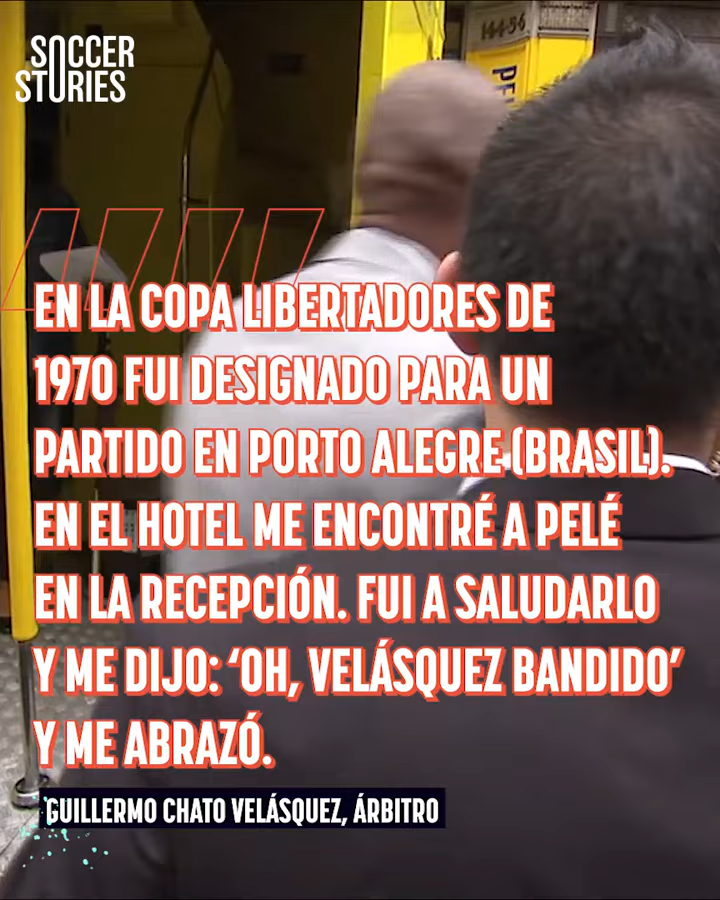 SOCCER
STORIES
144-56
EN LA COPA LIBERTADORES DE
1970 FUI DESIGNADO PARA UN
PARTIDO EN PORTO ALEGRE (BRASIL).
EN EL HOTEL ME ENCONTRÉ A PELÉ
EN LA RECEPCIÓN. FUI A SALUDARLO
Y ME DIJO: ‘OH, VELÁSQUEZ BANDIDO’
Y ME ABRAZÓ.
GUILLERMO CHATO VELÁSQUEZ, ÁRBITRO